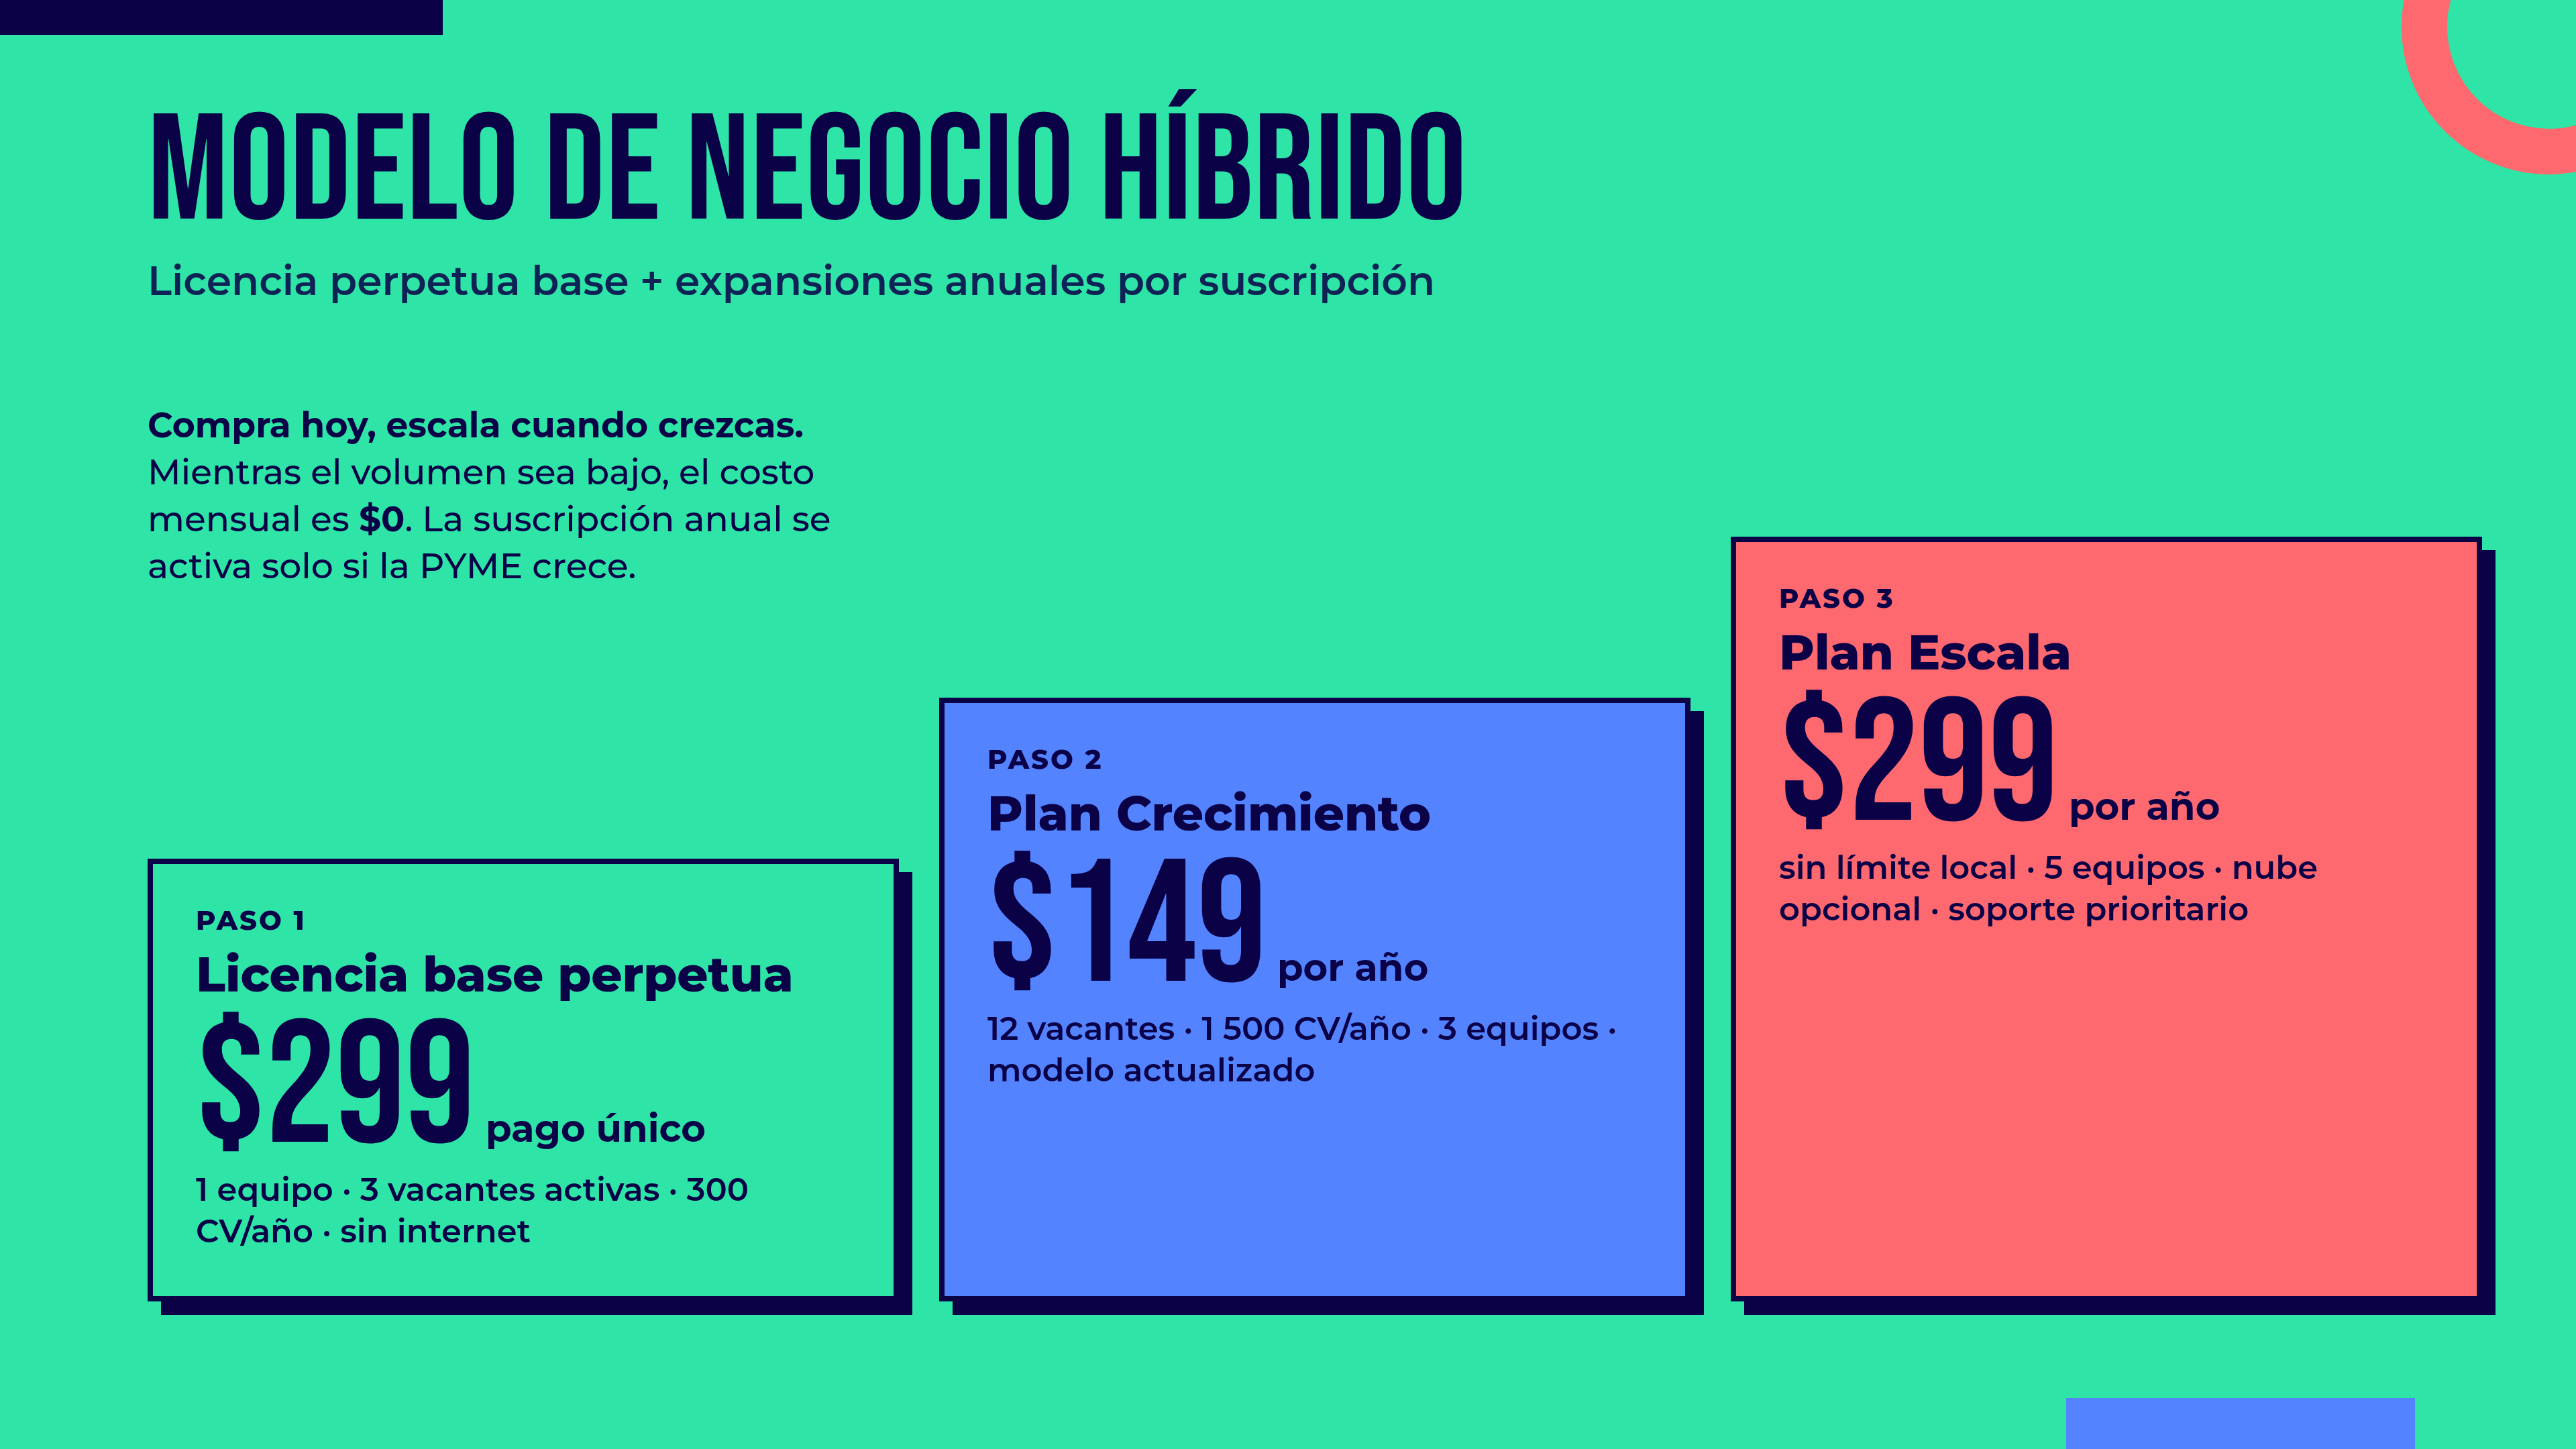 MODELO DE NEGOCIO HÍBRIDO
Licencia perpetua base + expansiones anuales por suscripción
Compra hoy, escala cuando crezcas.
Mientras el volumen sea bajo, el costo
mensual es $0. La suscripción anual se
activa solo si la PYME crece.
PASO 1
Licencia base perpetua
$299 pago único
1 equipo · 3 vacantes activas · 300
CV/año · sin internet
PASO 2
Plan Crecimiento
$149 por año
12 vacantes · 1 500 CV/año · 3 equipos ·
modelo actualizado
PASO 3
Plan Escala
$299 por año
sin límite local · 5 equipos · nube
opcional · soporte prioritario